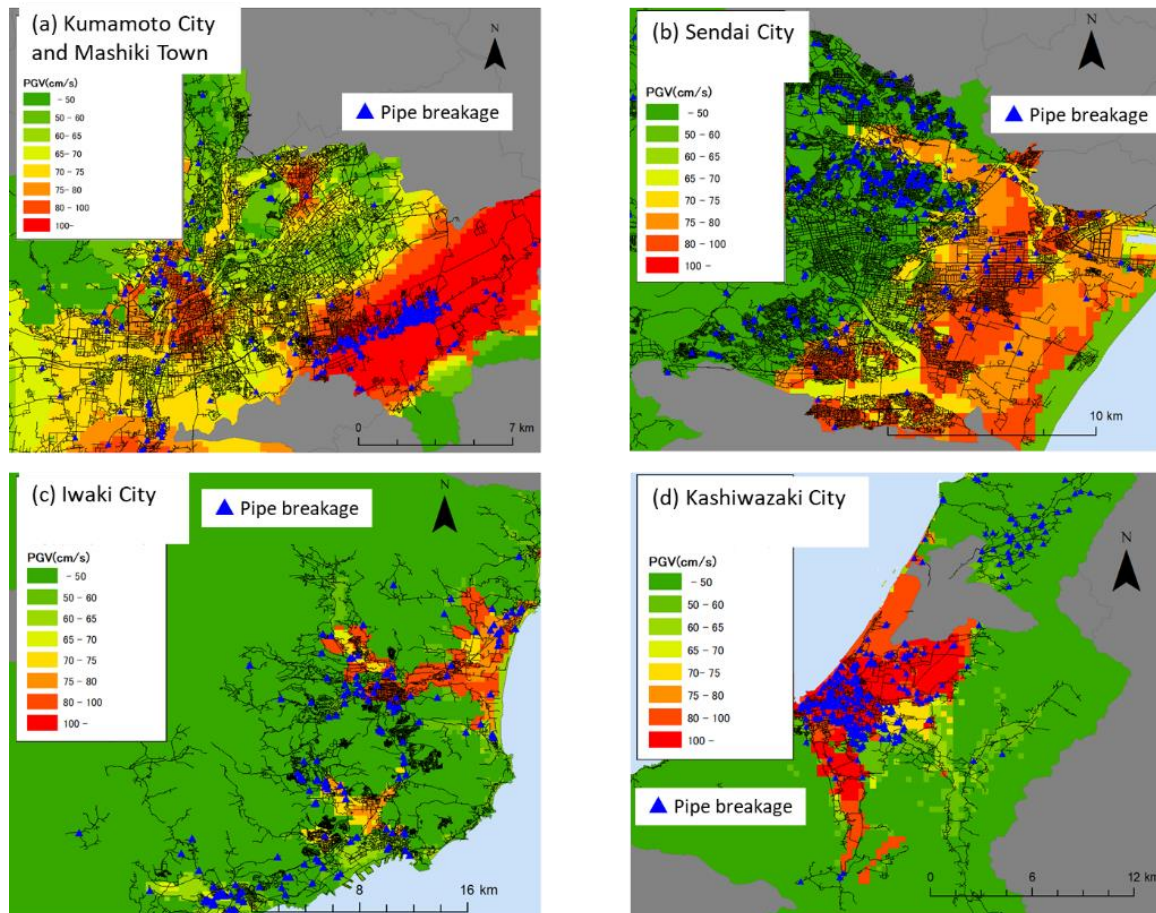 (a) Kumamoto City
and Mashiki Town
PGV(cm/s)
- 50
50 - 60
60 - 65
65 - 70
70 - 75
75 - 80
80 - 100
100 -
N
▲ Pipe breakage
0 7 km
(b) Sendai City
PGV(cm/s)
- 50
50 - 60
60 - 65
65 - 70
70 - 75
75 - 80
80 - 100
100 -
N
▲ Pipe breakage
10 km
(c) Iwaki City
PGV(cm/s)
- 50
50 - 60
60 - 65
65 - 70
70 - 75
75 - 80
80 - 100
100 -
▲ Pipe breakage
N
8 16 km
(d) Kashiwazaki City
PGV(cm/s)
- 50
50 - 60
60 - 65
65 - 70
70 - 75
75 - 80
80 - 100
100 -
N
▲ Pipe breakage
0 6 12 km